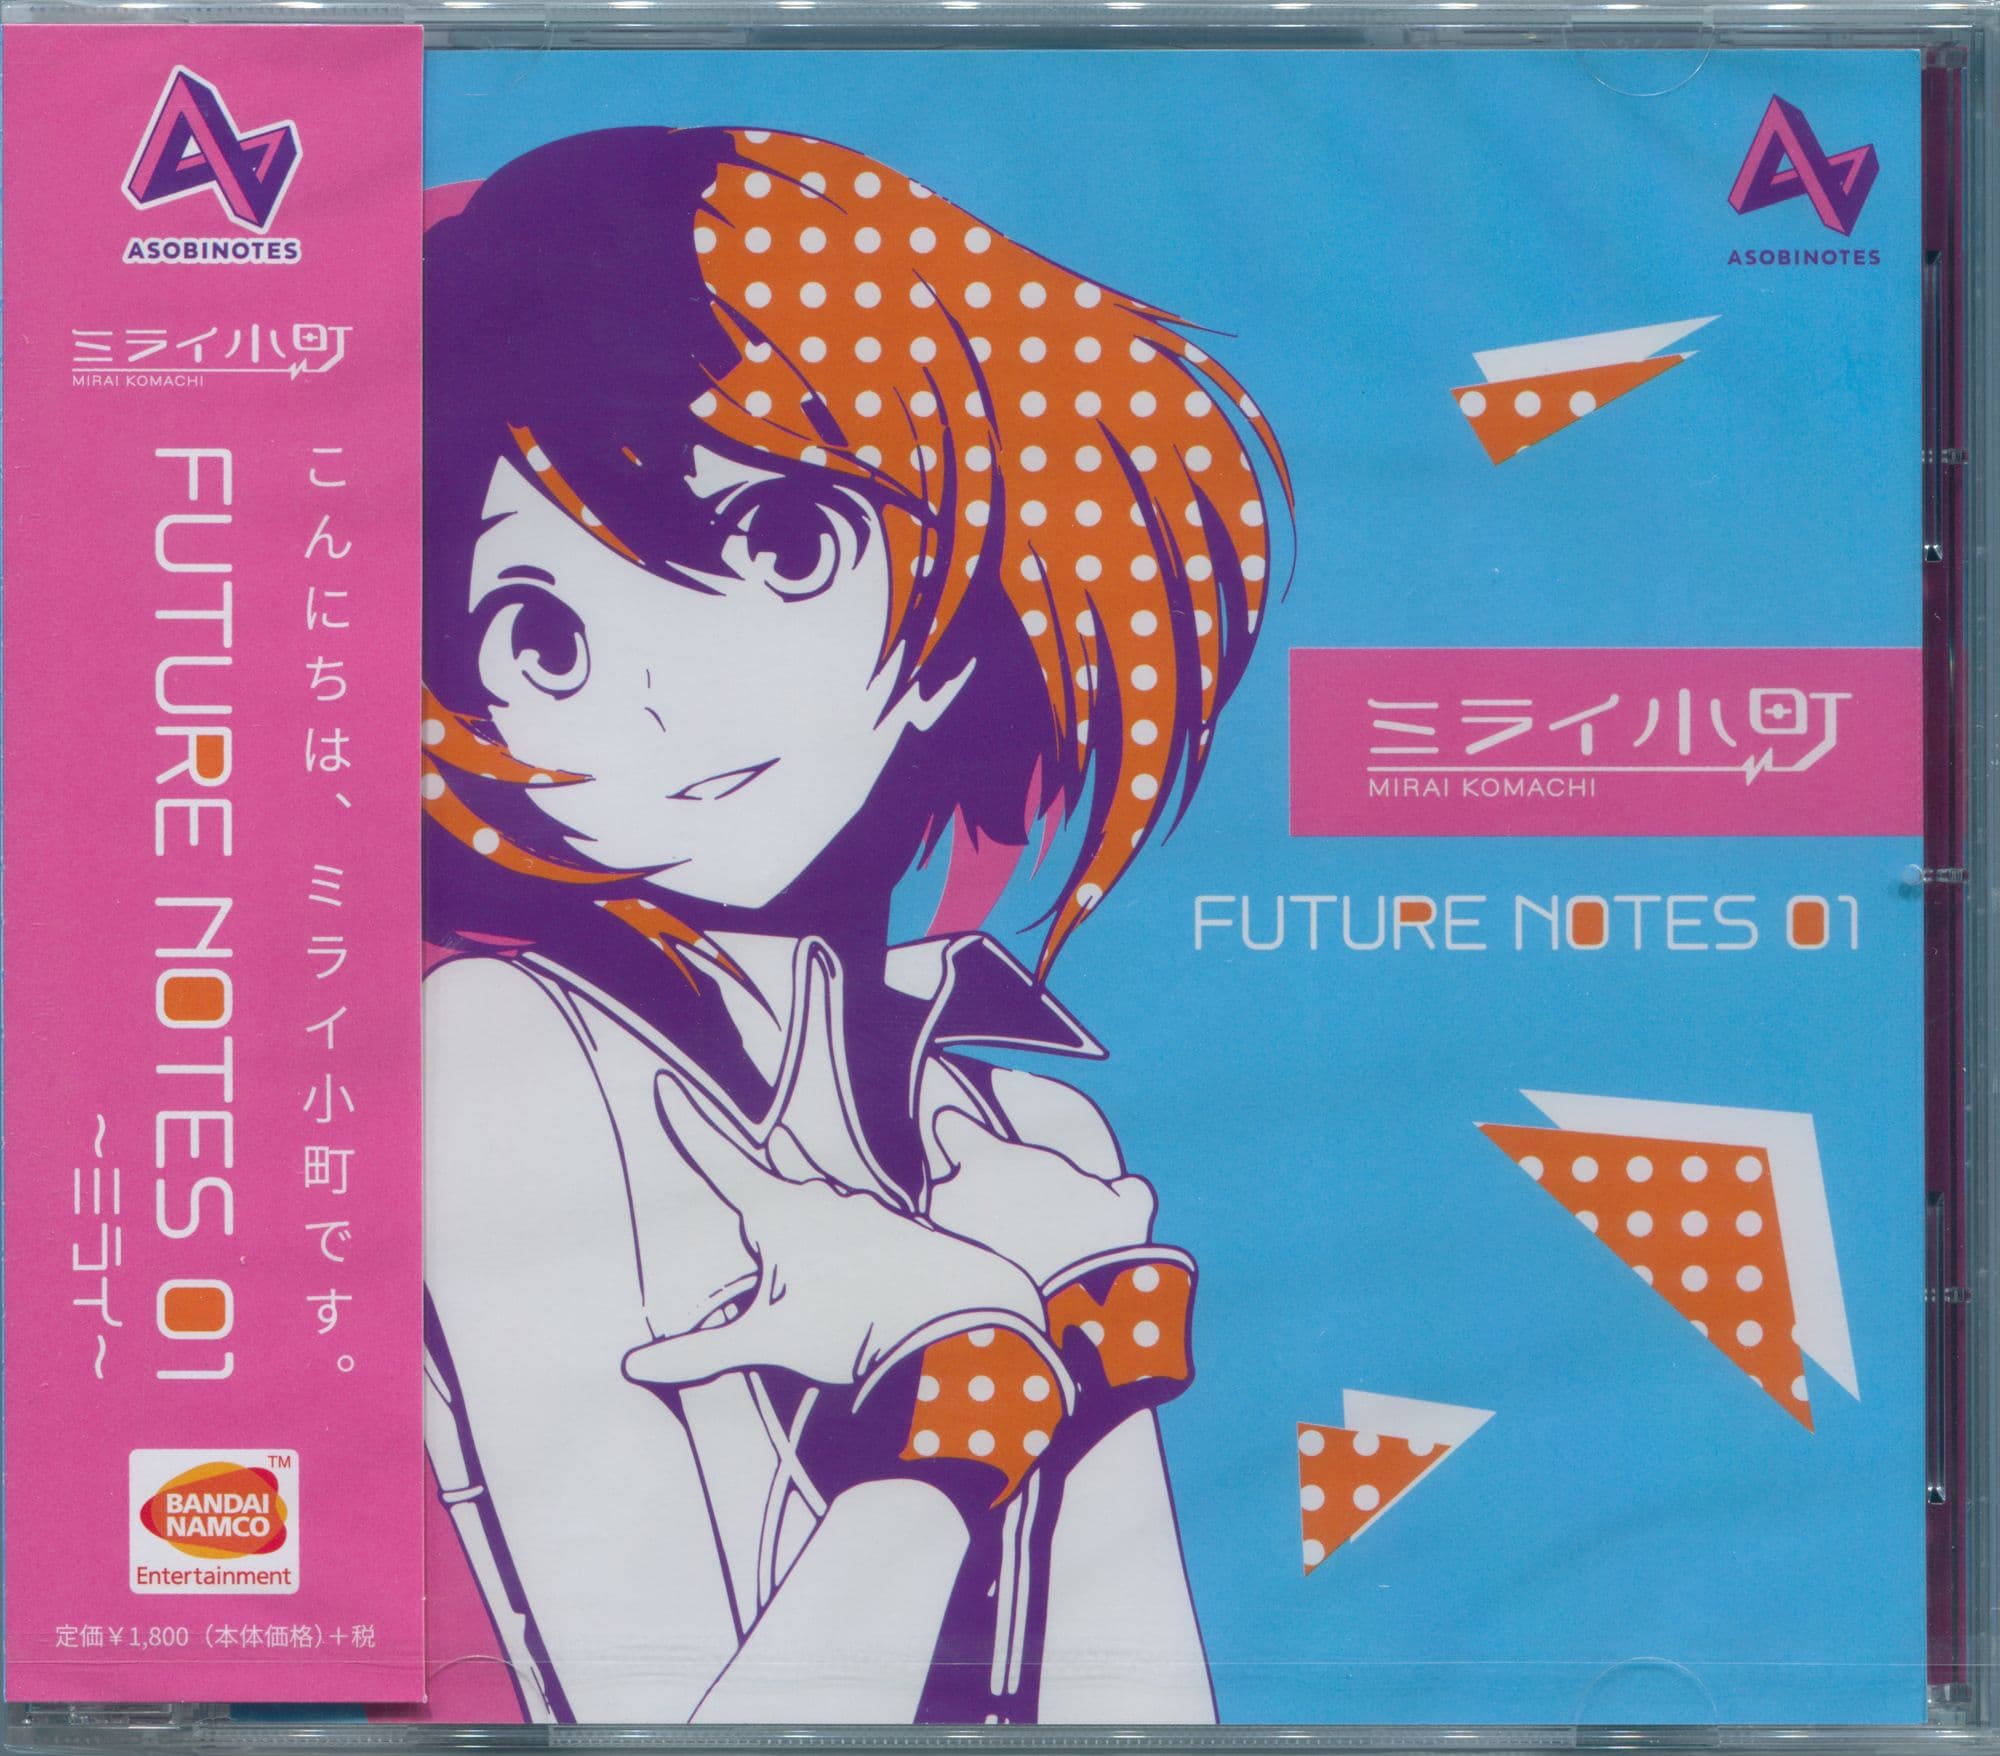 ASOBINOTES
ミライ小町
MIRAI KOMACHI
こんにちは、ミライ小町です。
FUTURE NOTES 01
~ミライ~
BANDAI
NAMCO
TM
Entertainment
定価¥1,800(本体価格)+税
ASOBINOTES
ミライ小町
MIRAI KOMACHI
FUTURE NOTES 01